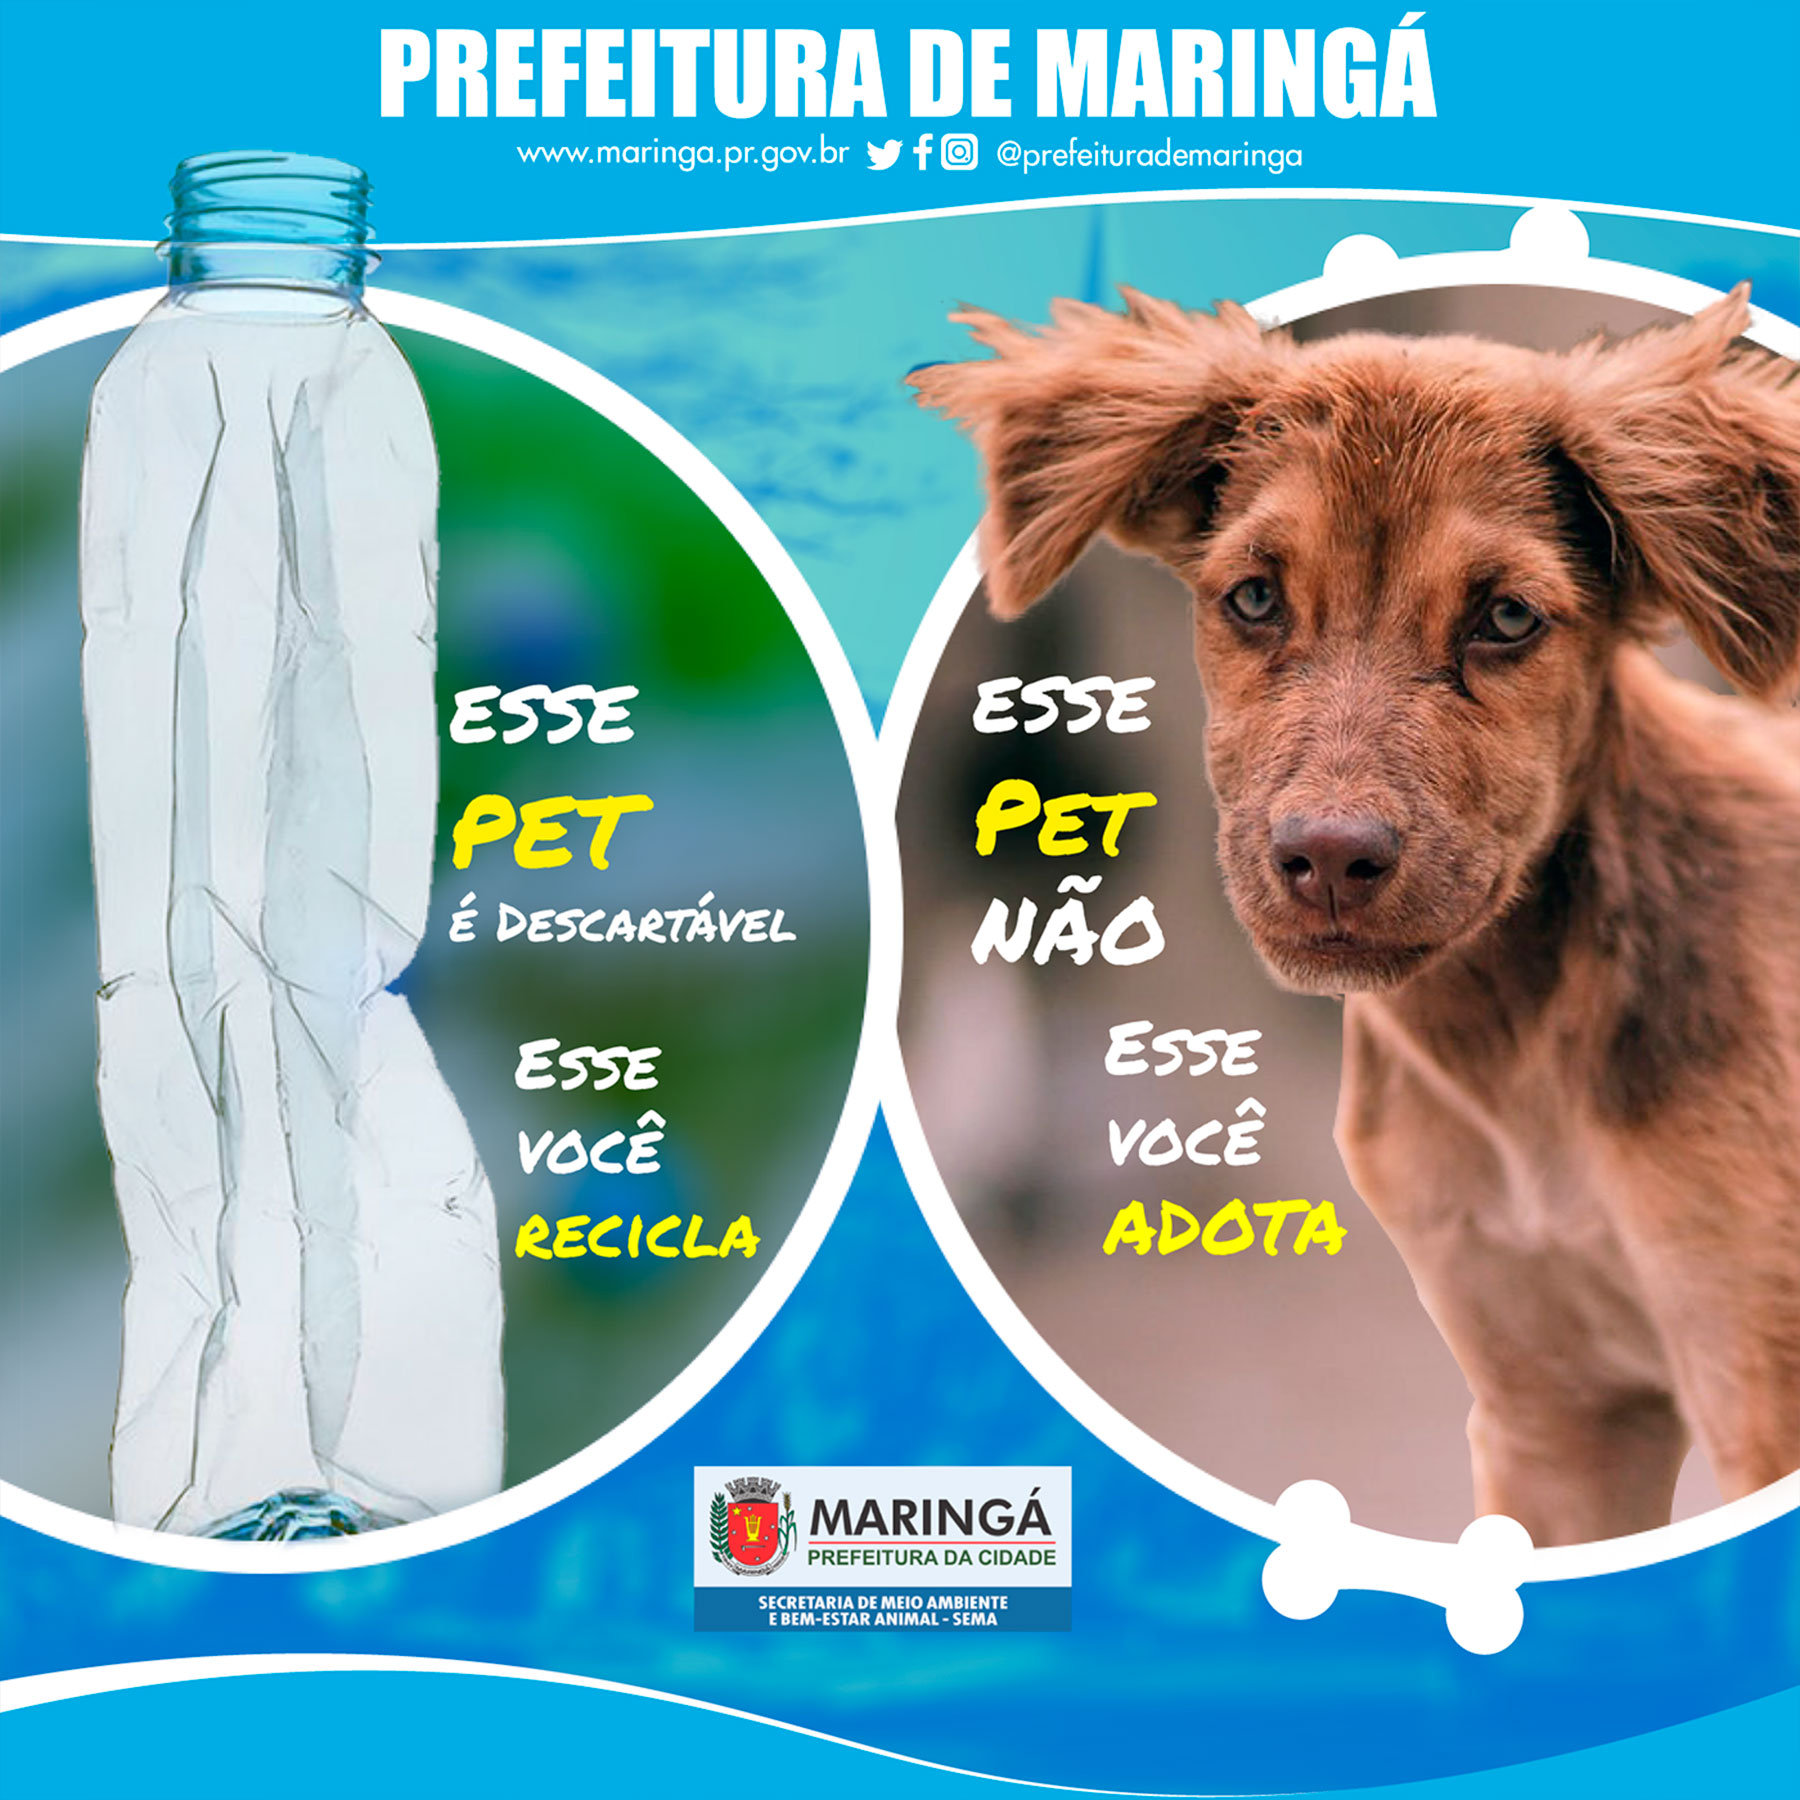 PREFEITURA DE MARINGÁ
www.maringa.pr.gov.br @prefeiturademaringa
ESSE
PET
É DESCARTÁVEL
ESSE
VOCÊ
RECICLA
ESSE
PET
NÃO
ESSE
VOCÊ
ADOTA
MARINGÁ
PREFEITURA DA CIDADE
SECRETARIA DE MEIO AMBIENTE
E BEM-ESTAR ANIMAL - SEMA